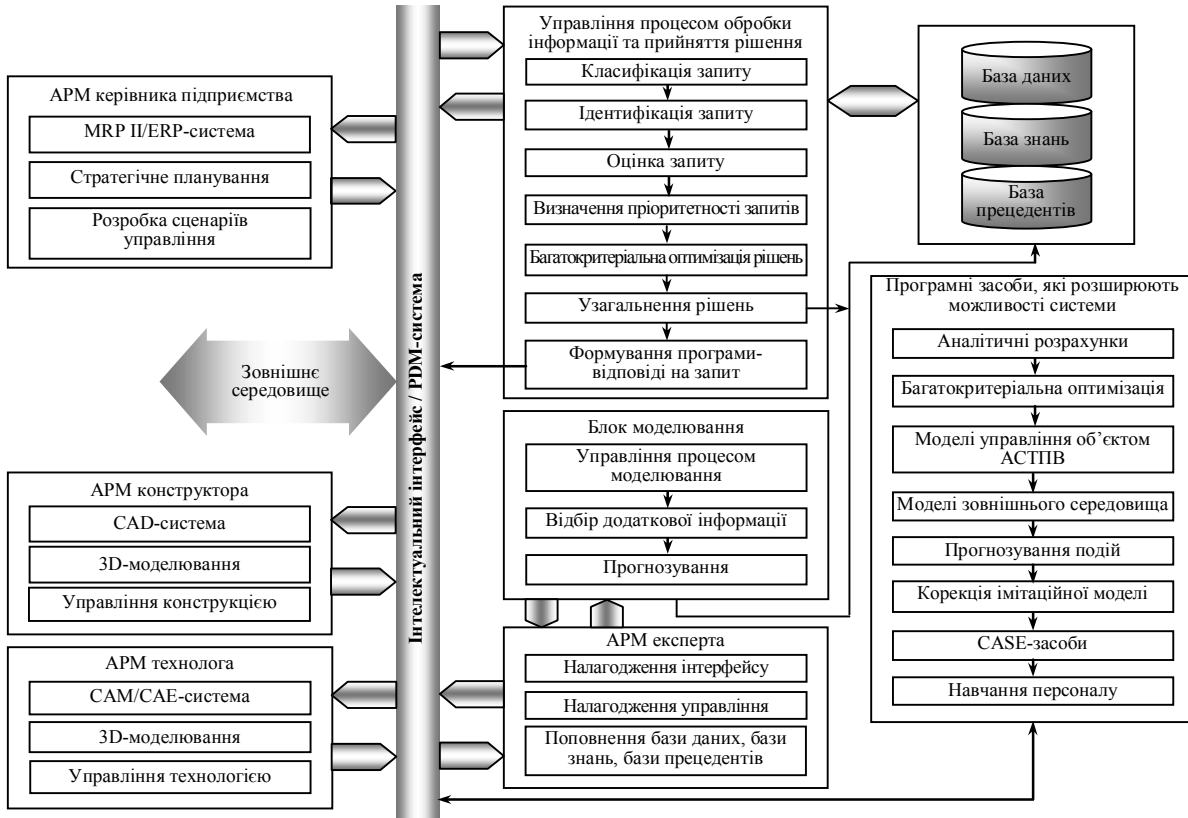 АРМ керівника підприємства
MRP II/ERP-система
Стратегічне планування
Розробка сценаріїв
управління
Зовнішнє
середовище
АРМ конструктора
CAD-система
3D-моделювання
Управління конструкцією
АРМ технолога
CAM/CAE-система
3D-моделювання
Управління технологією
Інтелектуальний інтерфейс / PDM-система
Управління процесом обробки
інформації та прийняття рішення
Класифікація запиту
Ідентифікація запиту
Оцінка запиту
Визначення пріоритетності запитів
Багатокритеріальна оптимізація рішень
Узагальнення рішень
Формування програми-
відповіді на запит
Блок моделювання
Управління процесом
моделювання
Відбір додаткової інформації
Прогнозування
АРМ експерта
Налагодження інтерфейсу
Налагодження управління
Поповнення бази даних, бази
знань, бази прецедентів
База даних
База знань
База
прецедентів
Програмні засоби, які розширюють
можливості системи
Аналітичні розрахунки
Багатокритеріальна оптимізація
Моделі управління об’єктом
АСТПВ
Моделі зовнішнього середовища
Прогнозування подій
Корекція імітаційної моделі
CASE-засоби
Навчання персоналу